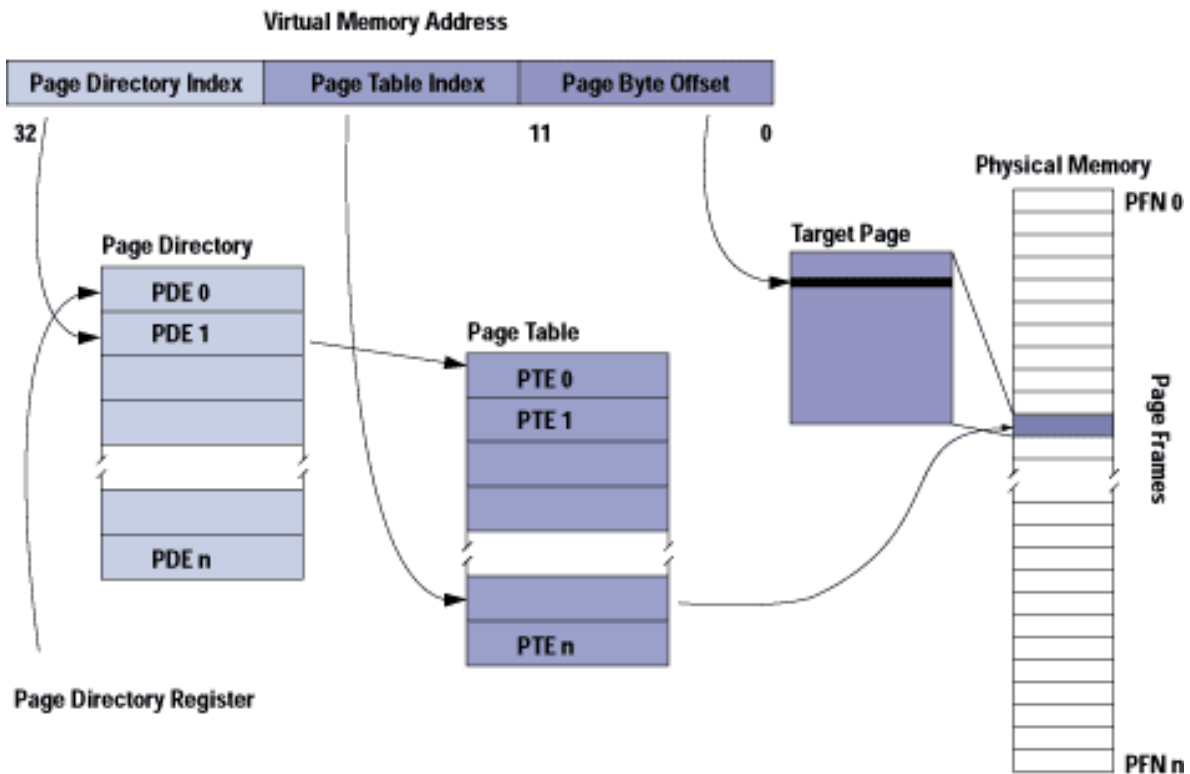 Virtual Memory Address
Page Directory Index
Page Table Index
Page Byte Offset
32
11
0
Physical Memory
PFN 0
Page Directory
Target Page
PDE 0
PDE 1
Page Table
PTE 0
PTE 1
Page Frames
PDE n
PTE n
Page Directory Register
PFN n